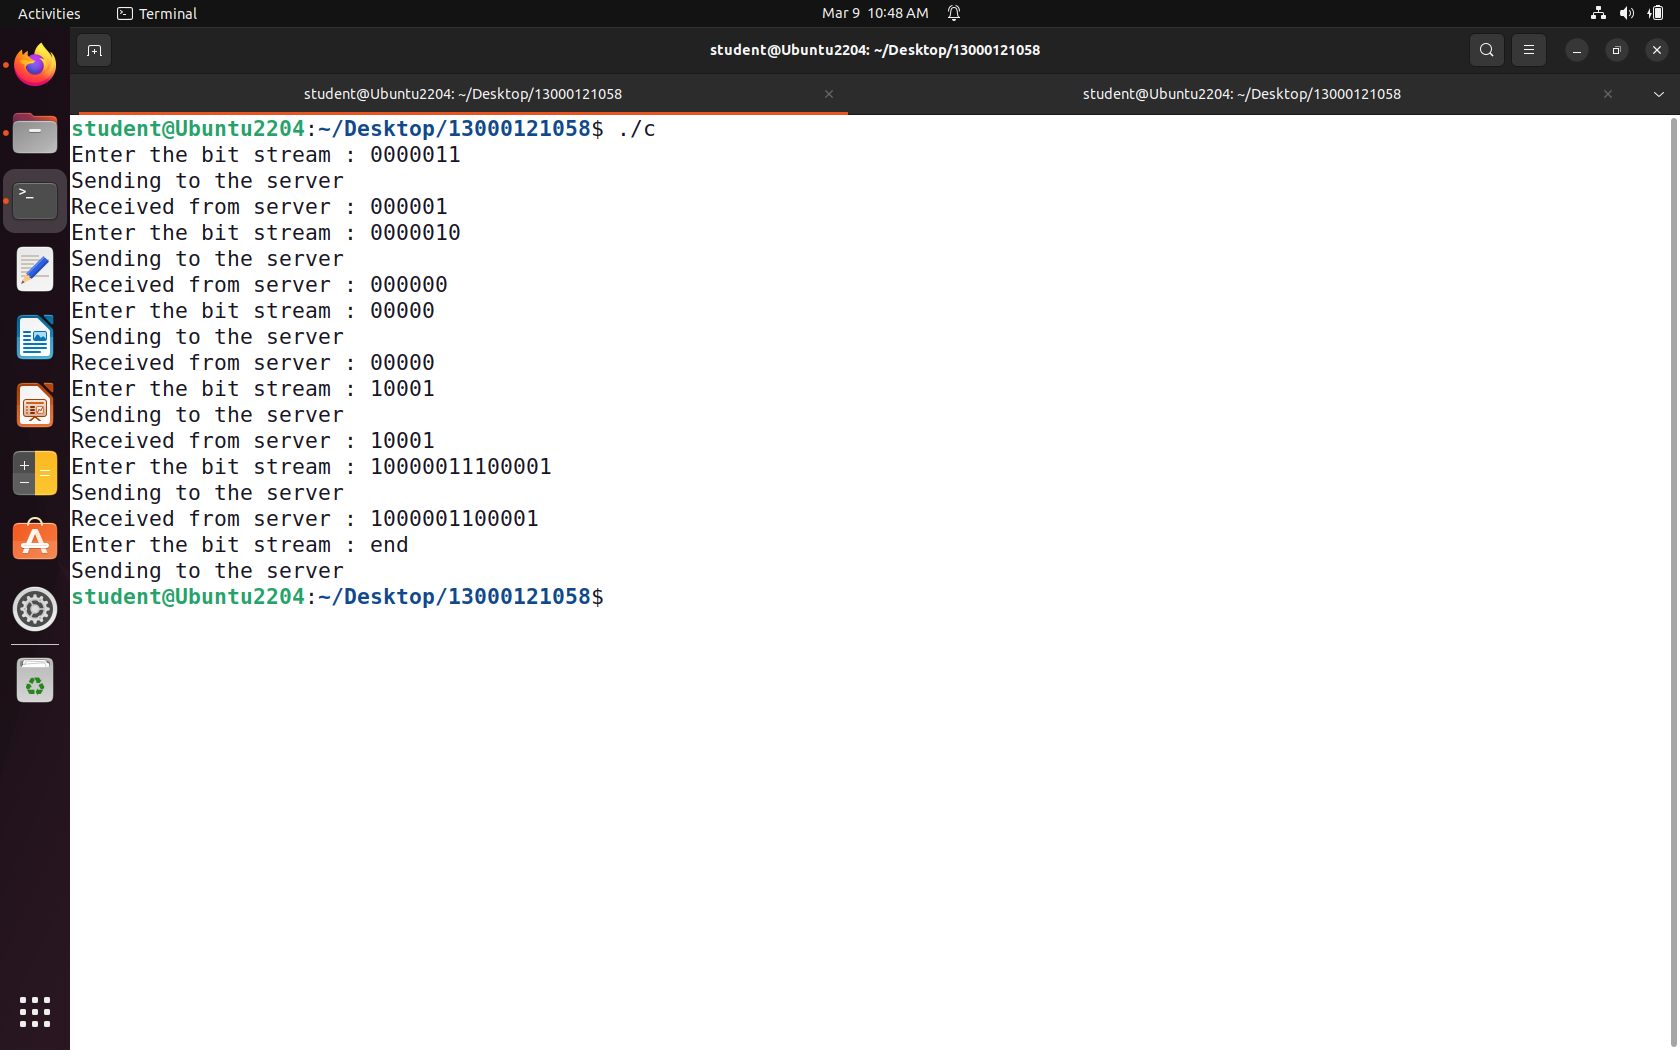 Activities
Terminal
Mar 9 10:48 AM
student@Ubuntu2204: ~/Desktop/13000121058
student@Ubuntu2204: ~/Desktop/13000121058
student@Ubuntu2204: ~/Desktop/13000121058
student@Ubuntu2204:~/Desktop/13000121058$ ./c
Enter the bit stream : 0000011
Sending to the server
Received from server : 000001
Enter the bit stream : 0000010
Sending to the server
Received from server : 000000
Enter the bit stream : 00000
Sending to the server
Received from server : 00000
Enter the bit stream : 10001
Sending to the server
Received from server : 10001
Enter the bit stream : 10000011100001
Sending to the server
Received from server : 1000001100001
Enter the bit stream : end
Sending to the server
student@Ubuntu2204:~/Desktop/13000121058$